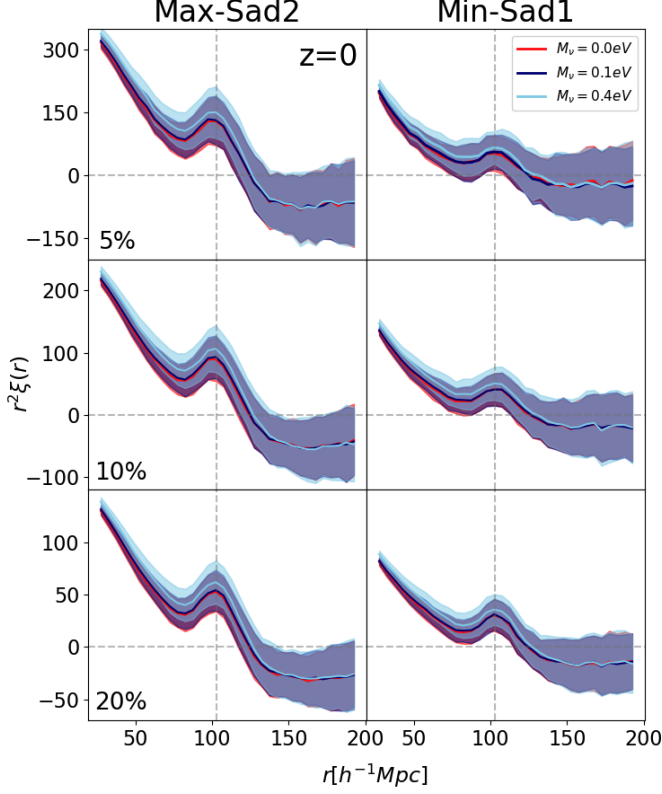 Max-Sad2 Min-Sad1
z=0
M_ν = 0.0eV
M_ν = 0.1eV
M_ν = 0.4eV
300
150
0
−150
5%
200
100
0
−100
10%
r²ξ(r)
100
50
0
−50
20%
50 100 150 200 50 100 150 200
r[h⁻¹Mpc]